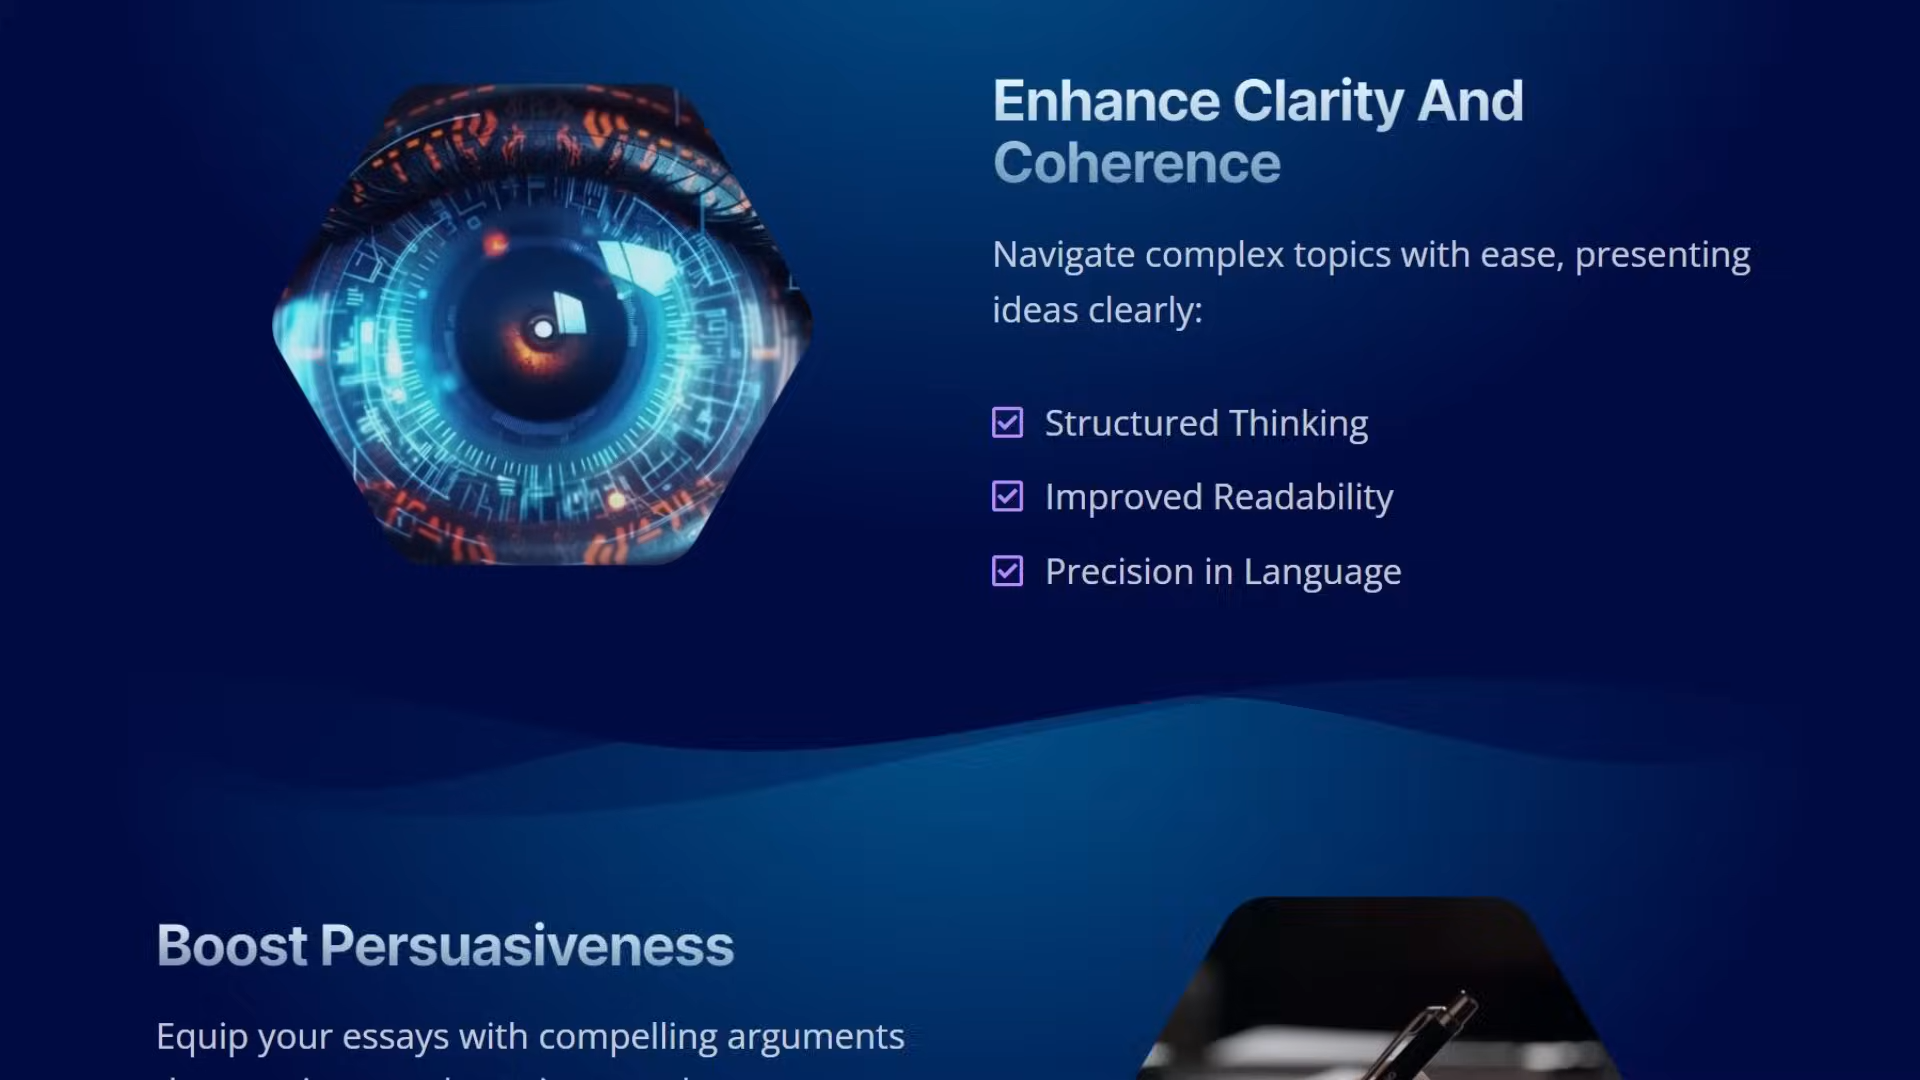 Enhance Clarity And
Coherence
Navigate complex topics with ease, presenting
ideas clearly:
Structured Thinking
Improved Readability
Precision in Language
Boost Persuasiveness
Equip your essays with compelling arguments